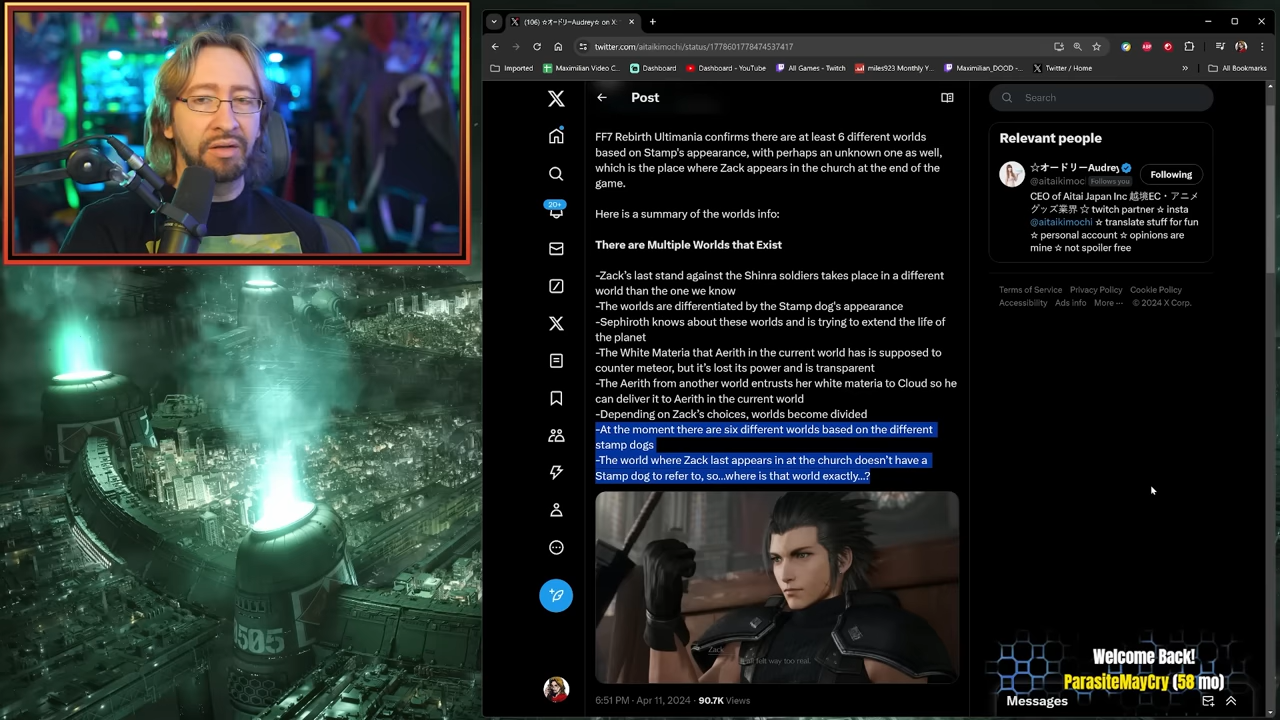 (106) ☆オードリーAudrey☆ on X: "
twitter.com/aitaikimochi/status/1778601778474537417
Imported
Maximilian Video C...
Dashboard
Dashboard - YouTube
All Games - Twitch
miles923 Monthly Y...
Maximilian_DOOD -...
Twitter / Home
»
All Bookmarks
Post
Search
FF7 Rebirth Ultimania confirms there are at least 6 different worlds
based on Stamp's appearance, with perhaps an unknown one as well,
which is the place where Zack appears in the church at the end of the
game.
Here is a summary of the worlds info:
There are Multiple Worlds that Exist
-Zack's last stand against the Shinra soldiers takes place in a different
world than the one we know
-The worlds are differentiated by the Stamp dog's appearance
-Sephiroth knows about these worlds and is trying to extend the life of
the planet
-The White Materia that Aerith in the current world has is supposed to
counter meteor, but it's lost its power and is transparent
-The Aerith from another world entrusts her white materia to Cloud so he
can deliver it to Aerith in the current world
-Depending on Zack's choices, worlds become divided
-At the moment there are six different worlds based on the different
stamp dogs
-The world where Zack last appears in at the church doesn't have a
Stamp dog to refer to, so...where is that world exactly...?
Zack
felt way too real.
6:51 PM · Apr 11, 2024 · 90.7K Views
20+
Relevant people
☆オードリーAudrey
@aitaikimoc
Follows you
Following
CEO of Aitai Japan Inc 越境EC・アニメ
グッズ業界 ☆ twitch partner ☆ insta
@aitaikimochi ☆ translate stuff for fun
☆ personal account ☆ opinions are
mine ☆ not spoiler free
Terms of Service Privacy Policy Cookie Policy
Accessibility Ads info More ··· © 2024 X Corp.
Welcome Back!
ParasiteMayCry (58 mo)
Messages